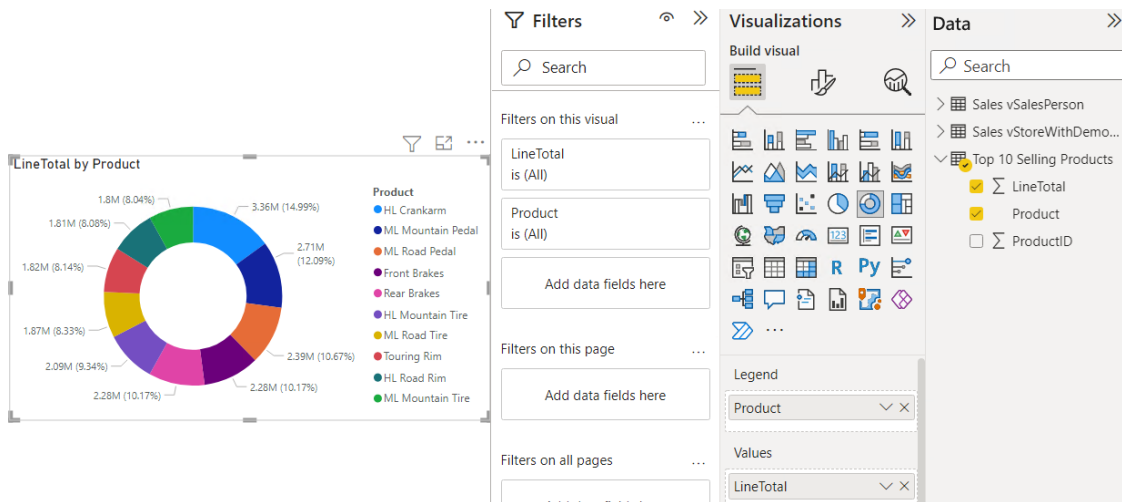 LineTotal by Product
1.8M (8.04%)
1.81M (8.08%)
1.82M (8.14%)
1.87M (8.33%)
2.09M (9.34%)
2.28M (10.17%)
2.28M (10.17%)
2.39M (10.67%)
2.71M
(12.09%)
3.36M (14.99%)
Product
HL Crankarm
ML Mountain Pedal
ML Road Pedal
Front Brakes
Rear Brakes
HL Mountain Tire
ML Road Tire
Touring Rim
HL Road Rim
ML Mountain Tire
Filters
Search
Filters on this visual
...
LineTotal
is (All)
Product
is (All)
Add data fields here
Filters on this page
...
Add data fields here
Filters on all pages
...
Visualizations
Build visual
123
R
Py
...
Legend
Product
Values
LineTotal
Data
Search
Sales vSalesPerson
Sales vStoreWithDemo...
Top 10 Selling Products
∑ LineTotal
Product
∑ ProductID